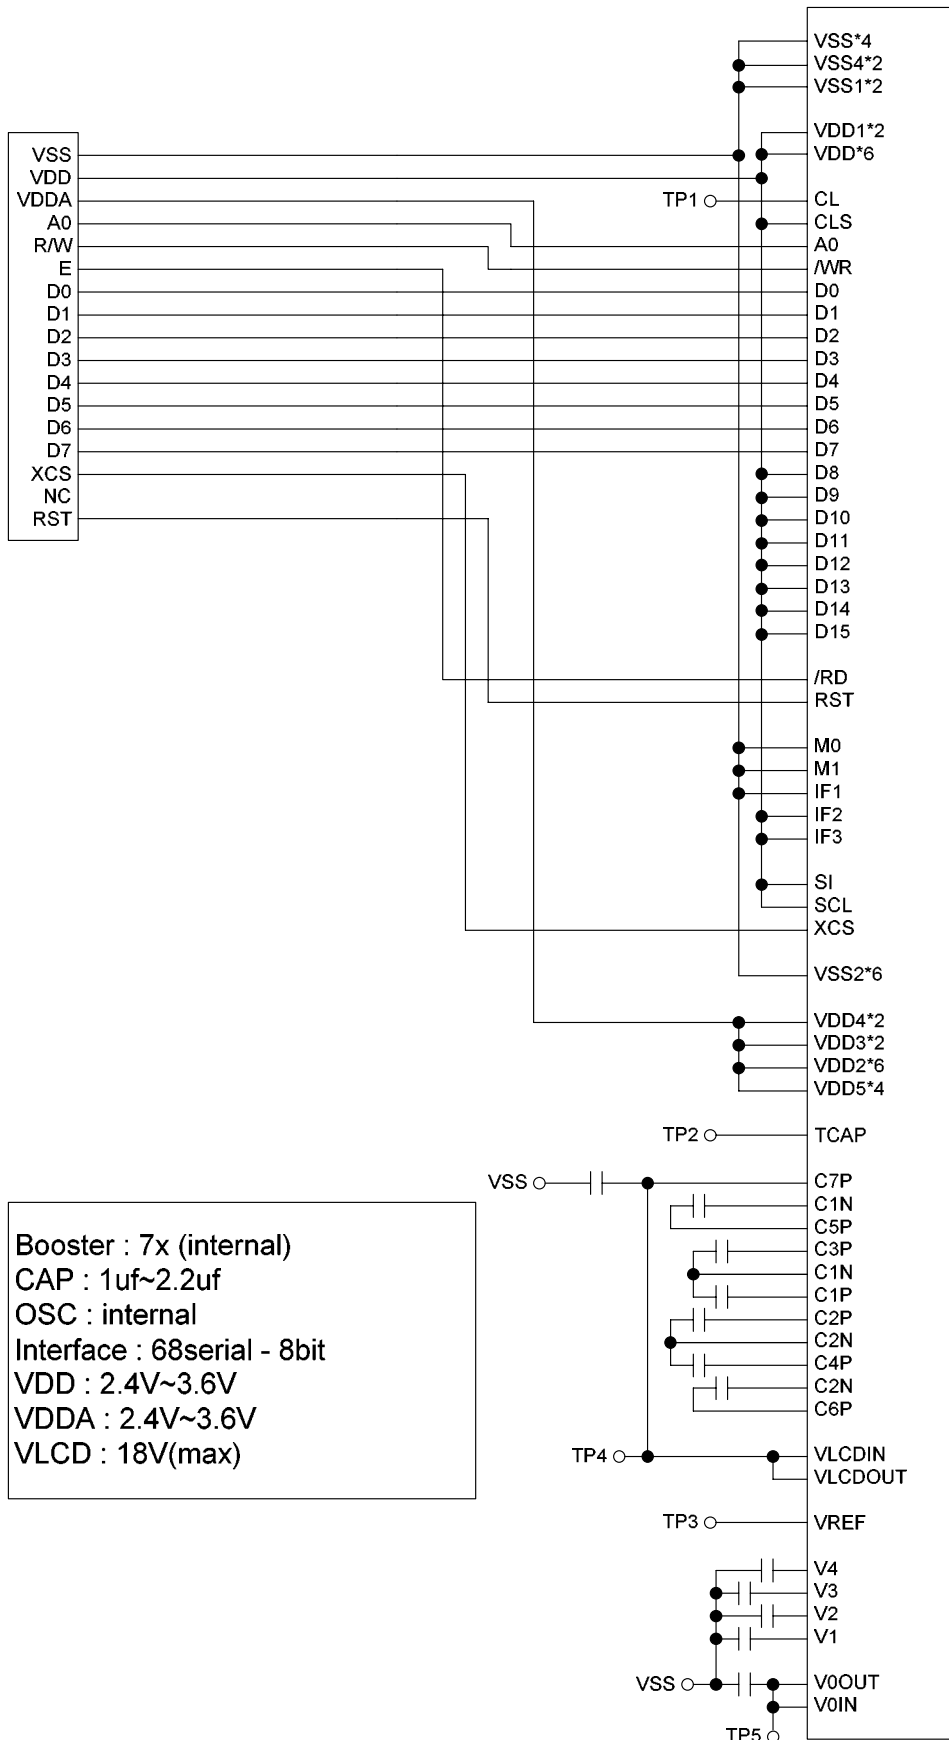 VSS
VDD
VDDA
A0
R/W
E
D0
D1
D2
D3
D4
D5
D6
D7
XCS
NC
RST
VSS*4
VSS4*2
VSS1*2
VDD1*2
VDD*6
TP1 CL
CLS
A0
/WR
D0
D1
D2
D3
D4
D5
D6
D7
D8
D9
D10
D11
D12
D13
D14
D15
/RD
RST
M0
M1
IF1
IF2
IF3
SI
SCL
XCS
VSS2*6
VDD4*2
VDD3*2
VDD2*6
VDD5*4
TP2 TCAP
VSS C7P
C1N
C5P
C3P
C1N
C1P
C2P
C2N
C4P
C2N
C6P
TP4 VLCDIN
VLCDOUT
TP3 VREF
V4
V3
V2
V1
VSS V0OUT
V0IN
TP5
Booster : 7x (internal)
CAP : 1uf~2.2uf
OSC : internal
Interface : 68serial - 8bit
VDD : 2.4V~3.6V
VDDA : 2.4V~3.6V
VLCD : 18V(max)